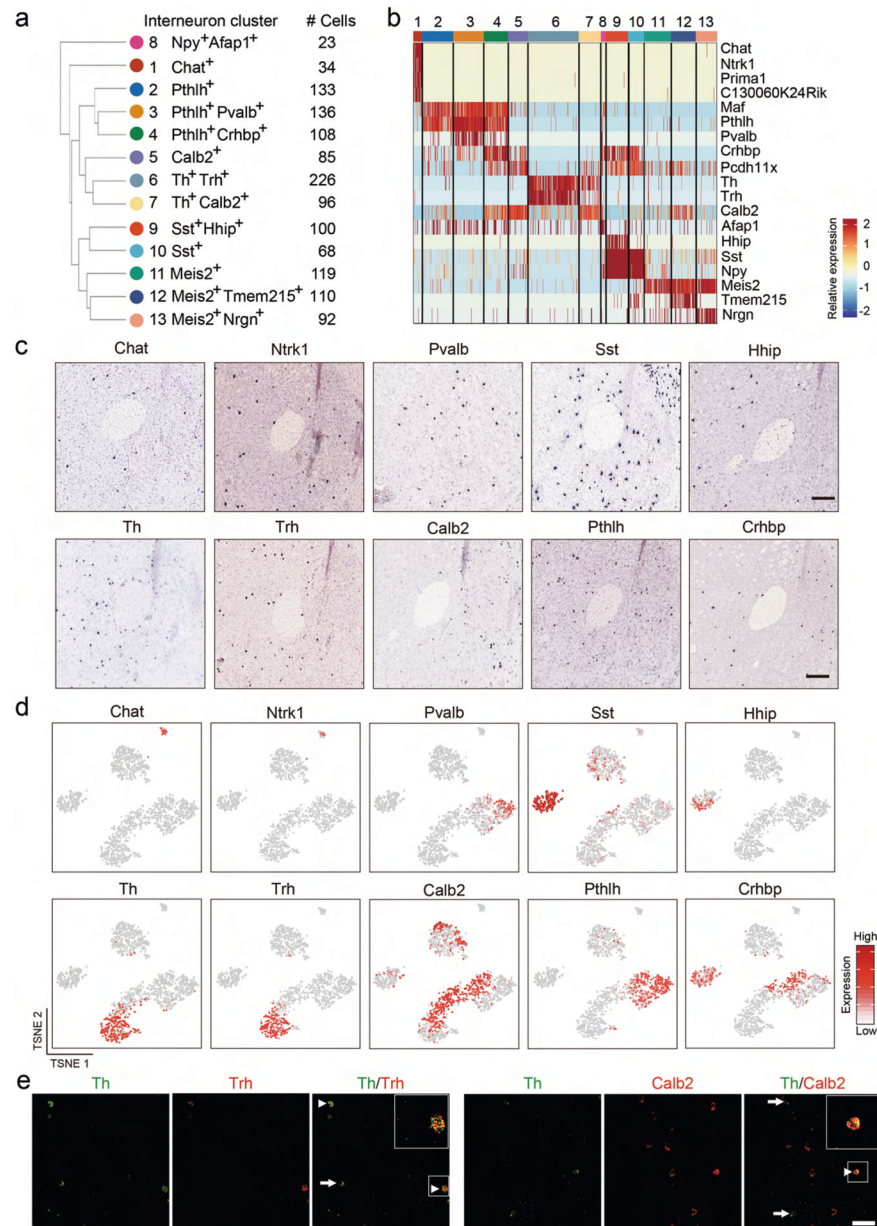 a
Interneuron cluster # Cells
8 Npy⁺Afap1⁺ 23
1 Chat⁺ 34
2 Pthlh⁺ 133
3 Pthlh⁺Pvalb⁺ 136
4 Pthlh⁺Crhbp⁺ 108
5 Calb2⁺ 85
6 Th⁺Trh⁺ 226
7 Th⁺Calb2⁺ 96
9 Sst⁺Hhip⁺ 100
10 Sst⁺ 68
11 Meis2⁺ 119
12 Meis2⁺Tmem215⁺ 110
13 Meis2⁺Nrgn⁺ 92
b
1 2 3 4 5 6 7 8 9 10 11 12 13
Chat
Ntrk1
Prima1
C130060K24Rik
Maf
Pthlh
Pvalb
Crhbp
Pcdh11x
Th
Trh
Calb2
Afap1
Hhip
Sst
Npy
Meis2
Tmem215
Nrgn
Relative expression
2
1
0
-1
-2
c
Chat Ntrk1 Pvalb Sst Hhip
Th Trh Calb2 Pthlh Crhbp
d
Chat Ntrk1 Pvalb Sst Hhip
Th Trh Calb2 Pthlh Crhbp
TSNE 2
TSNE 1
High
Expression
Low
e
Th Trh Th/Trh Th Calb2 Th/Calb2